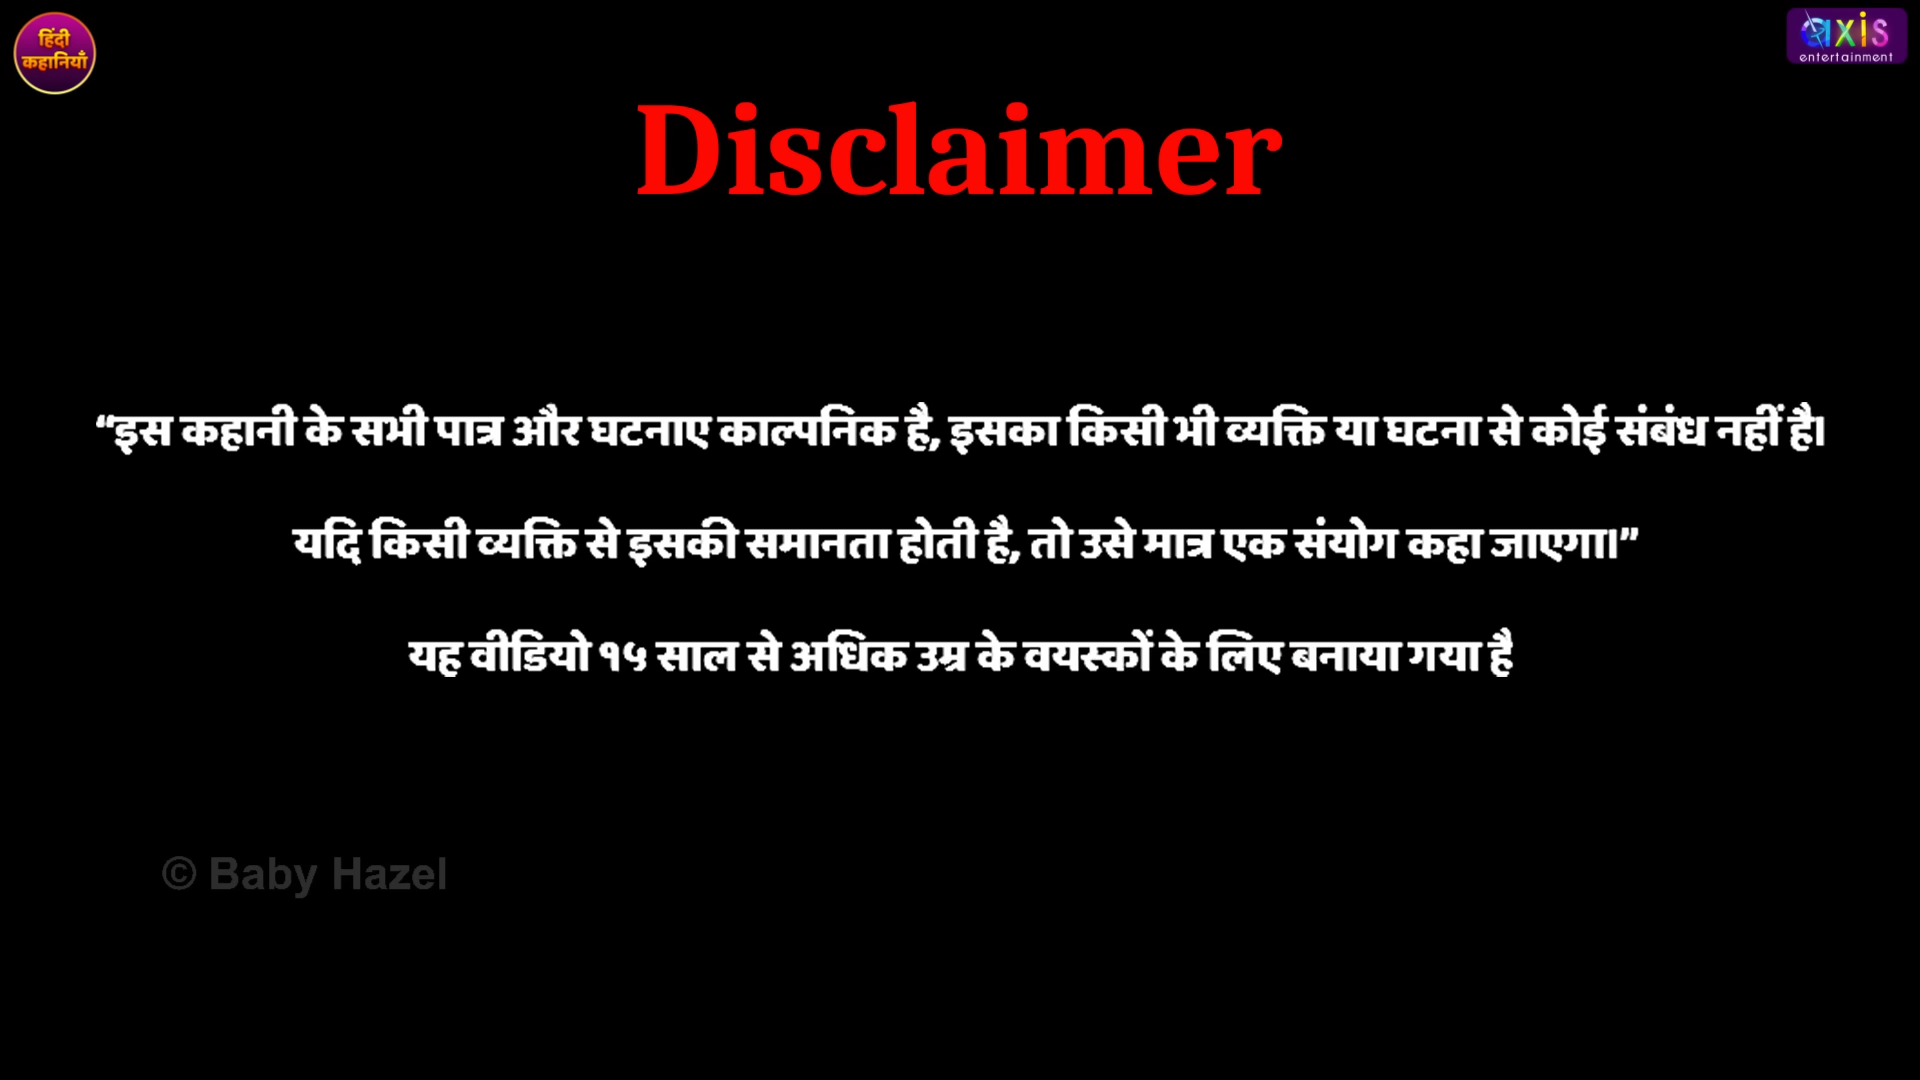 हिंदी
कहानियाँ
axis
entertainment
Disclaimer
“इस कहानी के सभी पात्र और घटनाए काल्पनिक है, इसका किसी भी व्यक्ति या घटना से कोई संबंध नहीं है।
यदि किसी व्यक्ति से इसकी समानता होती है, तो उसे मात्र एक संयोग कहा जाएगा।”
यह वीडियो १५ साल से अधिक उम्र के वयस्कों के लिए बनाया गया है
© Baby Hazel